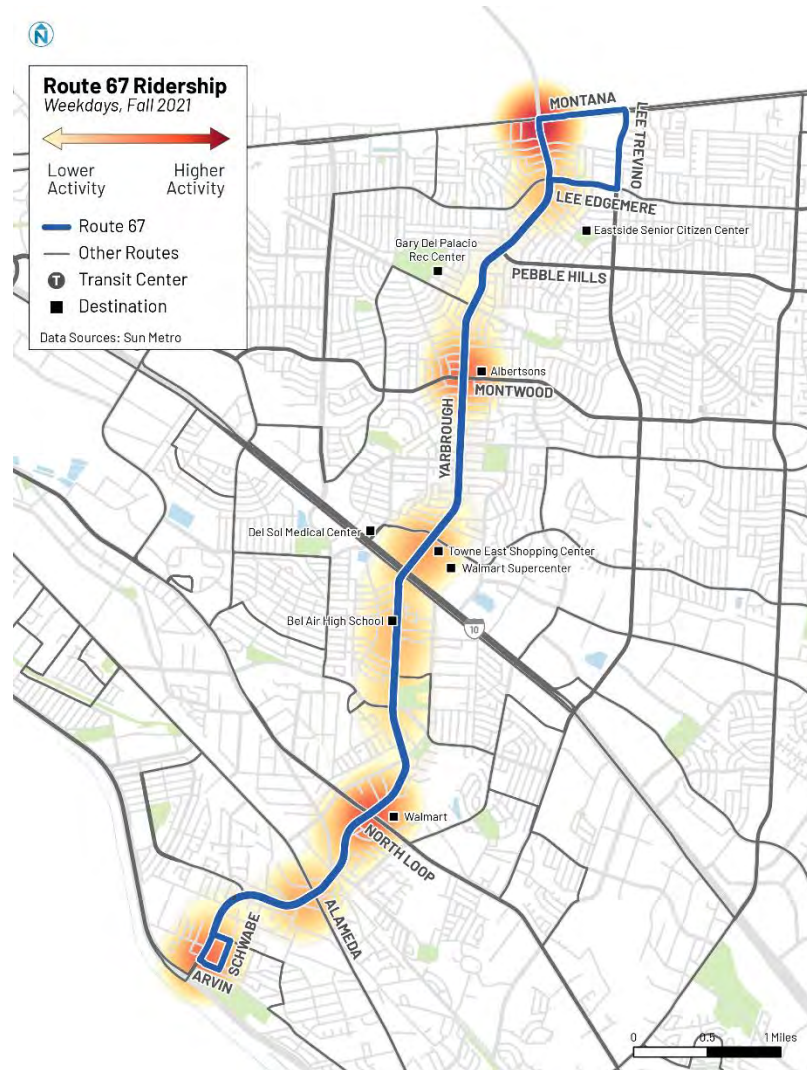 N
Route 67 Ridership
Weekdays, Fall 2021
Lower
Activity
Higher
Activity
Route 67
Other Routes
T Transit Center
Destination
Data Sources: Sun Metro
MONTANA
LEE TREVINO
LEE EDGEMERE
Eastside Senior Citizen Center
Gary Del Palacio
Rec Center
PEBBLE HILLS
Albertsons
MONTWOOD
YARBROUGH
Del Sol Medical Center
Towne East Shopping Center
Walmart Supercenter
Bel Air High School
10
Walmart
NORTH LOOP
ALAMEDA
SCHWABE
ARVIN
0 0.5 1 Miles